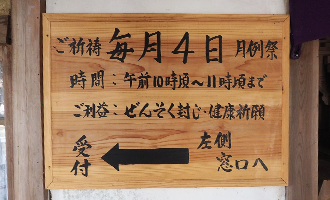 ご祈祷 毎月4日 月例祭
時間：午前10時頃〜11時頃まで
ご利益：ぜんそく封じ・健康祈願
受付 ← 左側窓口へ